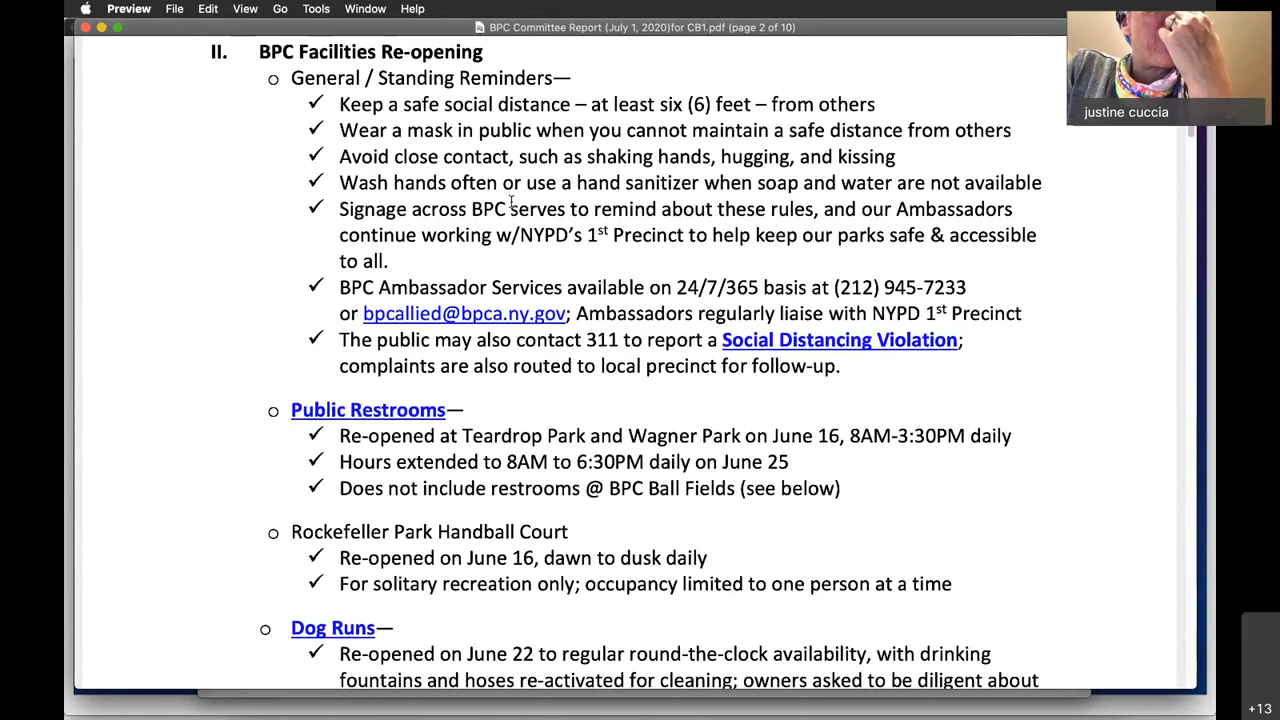 Preview File Edit View Go Tools Window Help
BPC Committee Report (July 1, 2020)for CB1.pdf (page 2 of 10)
justine cuccia
II. BPC Facilities Re-opening
o General / Standing Reminders—
✓ Keep a safe social distance – at least six (6) feet – from others
✓ Wear a mask in public when you cannot maintain a safe distance from others
✓ Avoid close contact, such as shaking hands, hugging, and kissing
✓ Wash hands often or use a hand sanitizer when soap and water are not available
✓ Signage across BPC serves to remind about these rules, and our Ambassadors
continue working w/NYPD's 1st Precinct to help keep our parks safe & accessible
to all.
✓ BPC Ambassador Services available on 24/7/365 basis at (212) 945-7233
or bpcallied@bpca.ny.gov; Ambassadors regularly liaise with NYPD 1st Precinct
✓ The public may also contact 311 to report a Social Distancing Violation;
complaints are also routed to local precinct for follow-up.
o Public Restrooms—
✓ Re-opened at Teardrop Park and Wagner Park on June 16, 8AM-3:30PM daily
✓ Hours extended to 8AM to 6:30PM daily on June 25
✓ Does not include restrooms @ BPC Ball Fields (see below)
o Rockefeller Park Handball Court
✓ Re-opened on June 16, dawn to dusk daily
✓ For solitary recreation only; occupancy limited to one person at a time
o Dog Runs—
✓ Re-opened on June 22 to regular round-the-clock availability, with drinking
fountains and hoses re-activated for cleaning; owners asked to be diligent about
+13